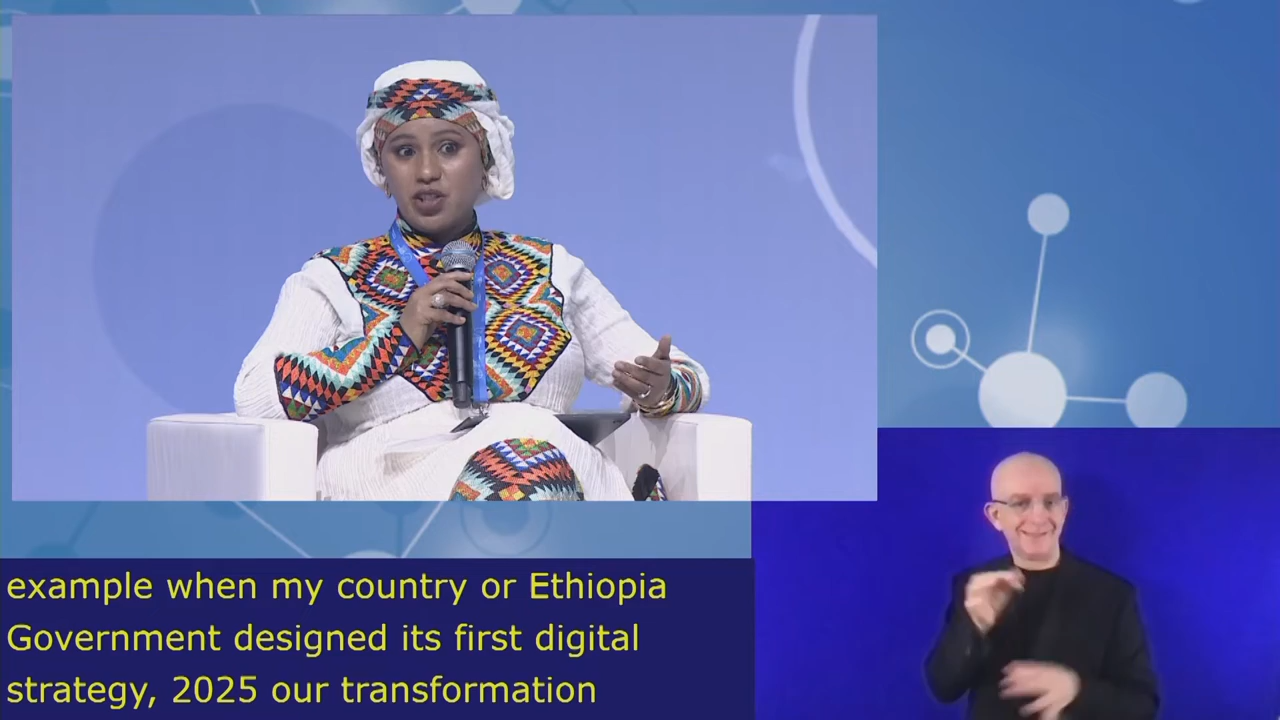 example when my country or Ethiopia
Government designed its first digital
strategy, 2025 our transformation